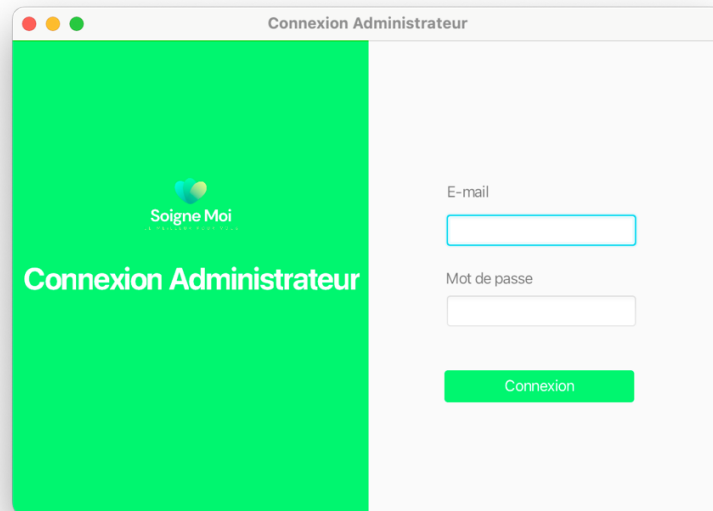 Connexion Administrateur
Soigne Moi
Connexion Administrateur
E-mail
Mot de passe
Connexion